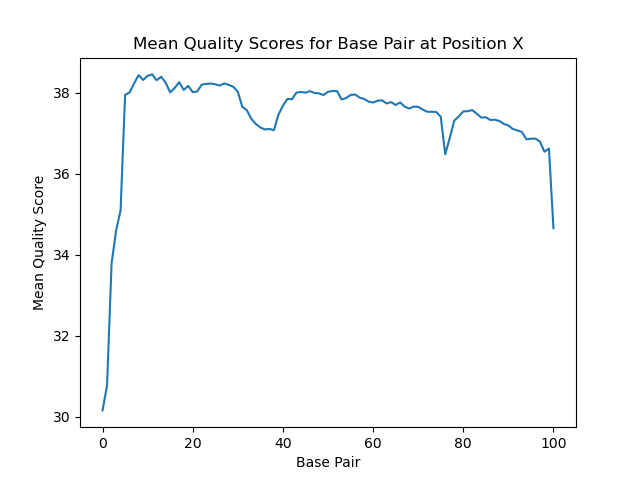 Mean Quality Scores for Base Pair at Position X
Mean Quality Score
38
36
34
32
30
0 20 40 60 80 100
Base Pair